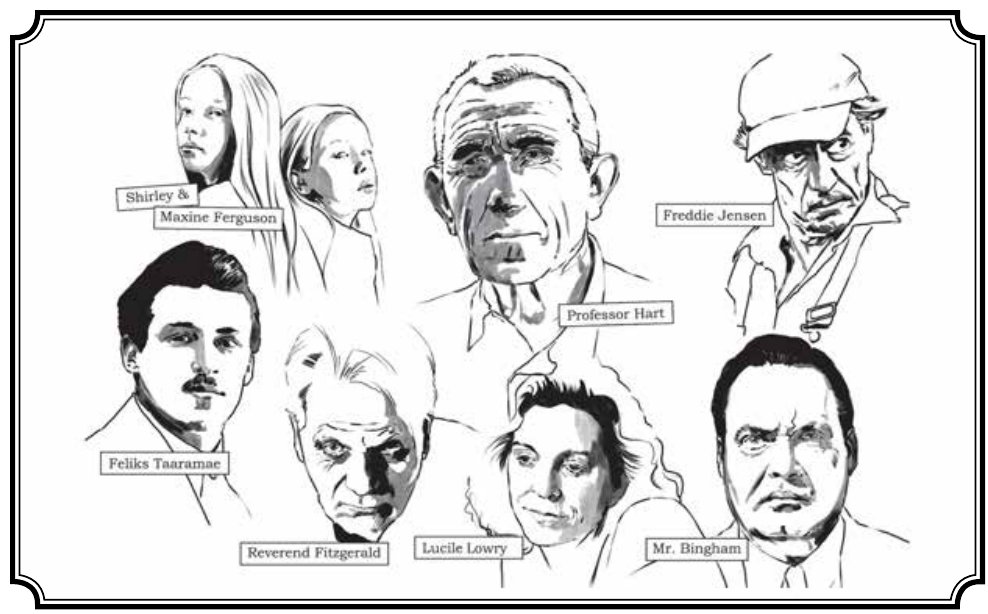 Shirley &
Maxine Ferguson
Freddie Jensen
Professor Hart
Feliks Taaramae
Reverend Fitzgerald
Lucile Lowry
Mr. Bingham